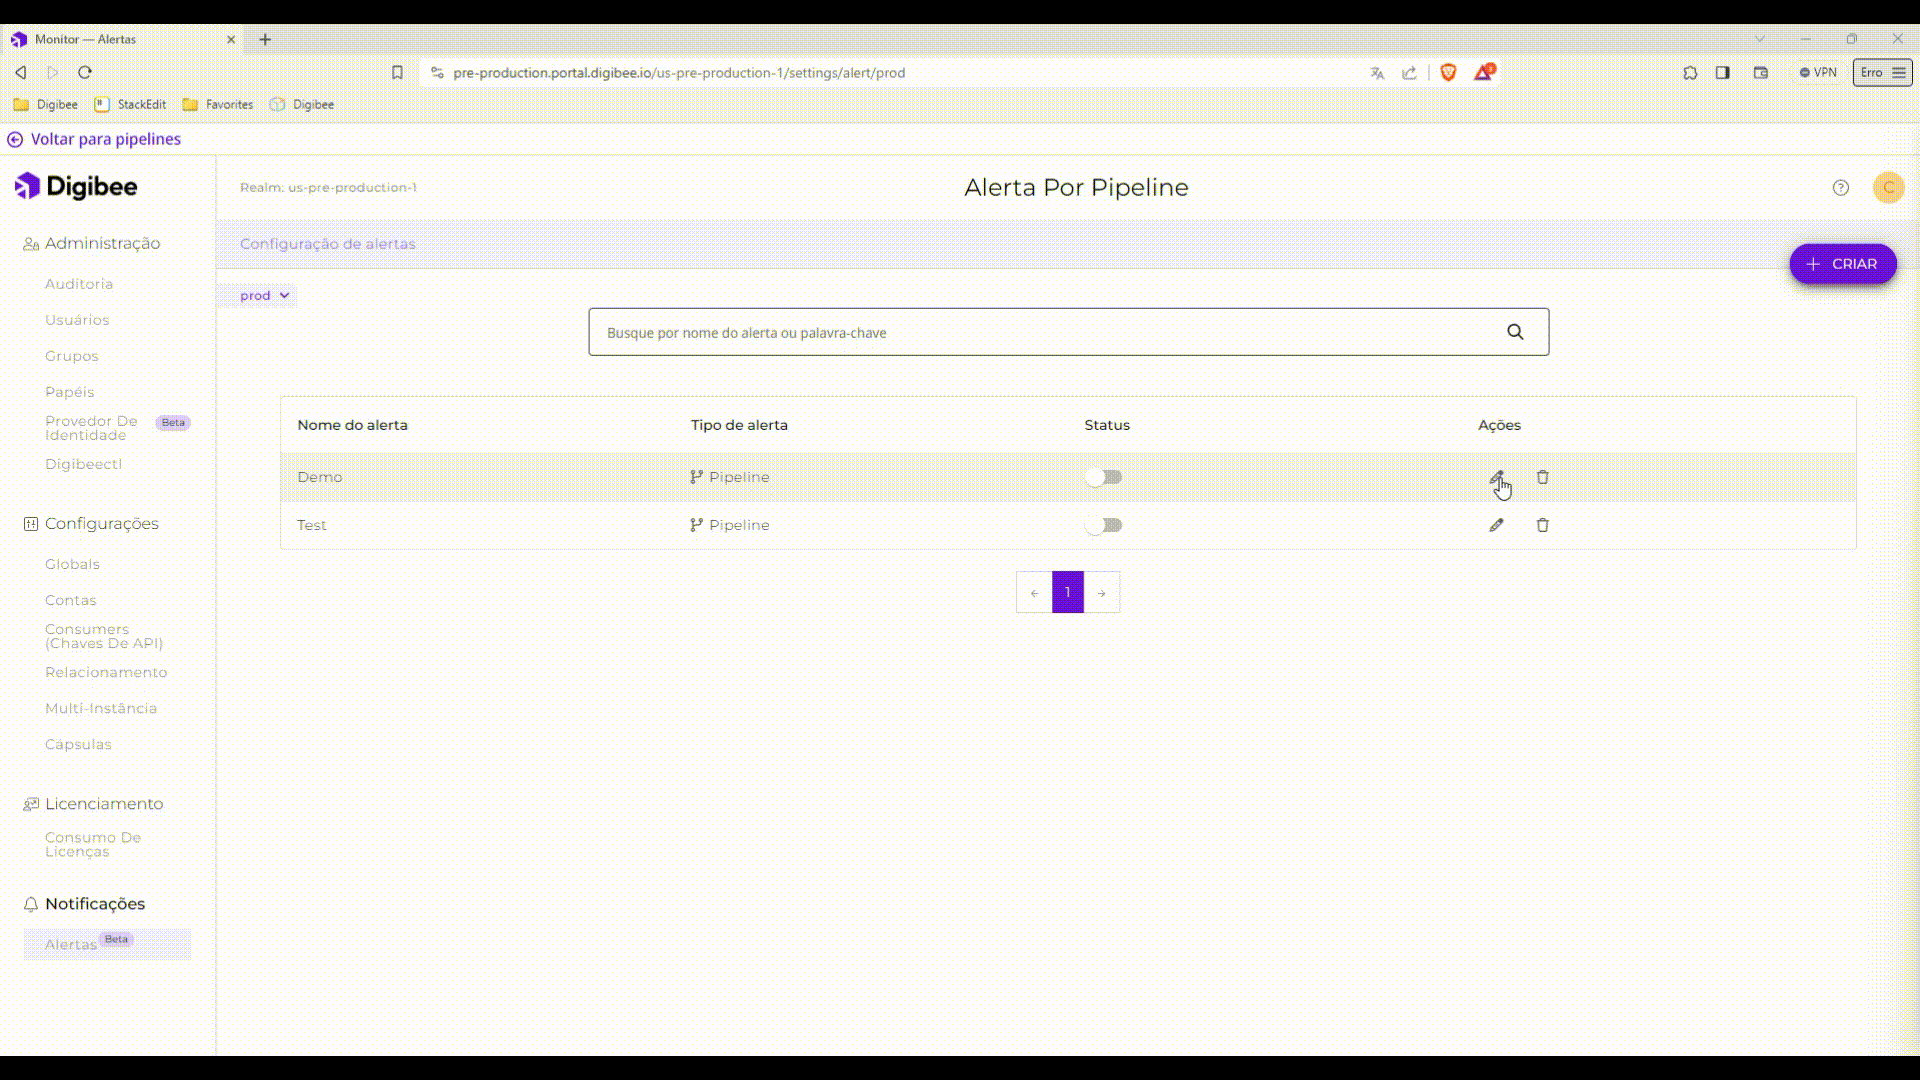 Monitor — Alertas
pre-production.portal.digibee.io/us-pre-production-1/settings/alert/prod
VPN
Erro
Digibee
StackEdit
Favorites
Digibee
Voltar para pipelines
Digibee
Realm: us-pre-production-1
Alerta Por Pipeline
C
Administração
Configuração de alertas
CRIAR
Auditoria
prod
Usuários
Busque por nome do alerta ou palavra-chave
Grupos
Papéis
Provedor De
Identidade
Beta
Digibeectl
Nome do alerta
Tipo de alerta
Status
Ações
Demo
Pipeline
Test
Pipeline
← 1 →
Configurações
Globals
Contas
Consumers
(Chaves De API)
Relacionamento
Multi-Instância
Cápsulas
Licenciamento
Consumo De
Licenças
Notificações
Alertas
Beta